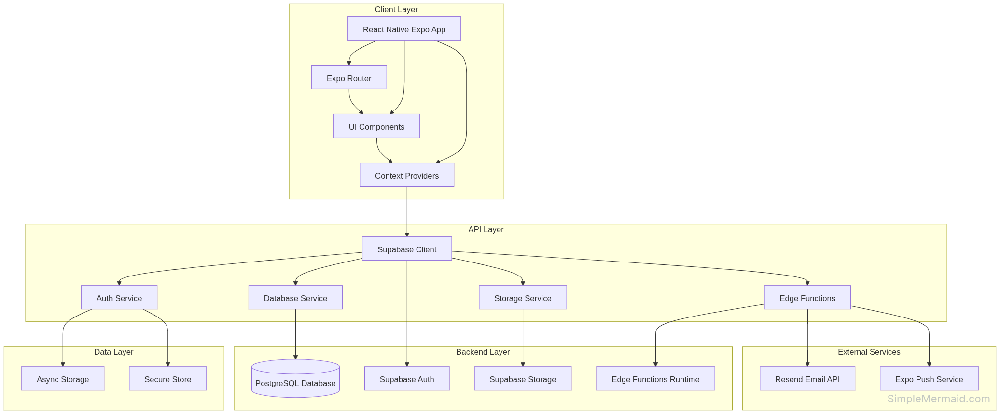 Client Layer
React Native Expo App
Expo Router
UI Components
Context Providers
API Layer
Supabase Client
Auth Service
Database Service
Storage Service
Edge Functions
Data Layer
Async Storage
Secure Store
Backend Layer
PostgreSQL Database
Supabase Auth
Supabase Storage
Edge Functions Runtime
External Services
Resend Email API
Expo Push Service
SimpleMermaid.com